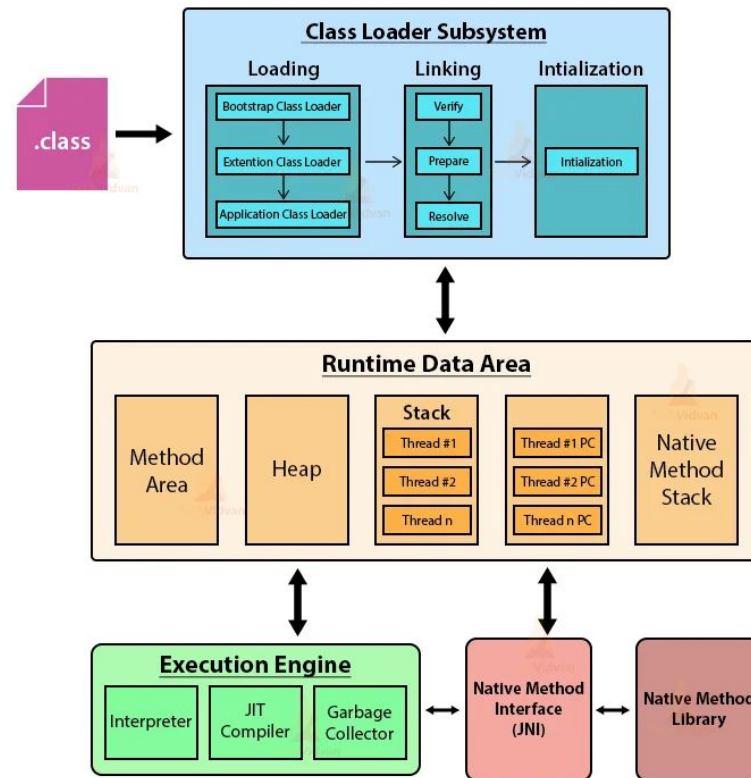 Class Loader Subsystem
Loading
Linking
Intialization
.class
Bootstrap Class Loader
Extention Class Loader
Application Class Loader
Verify
Prepare
Resolve
Intialization
Runtime Data Area
Method
Area
Heap
Stack
Thread #1
Thread #2
Thread n
Thread #1 PC
Thread #2 PC
Thread n PC
Native
Method
Stack
Execution Engine
Interpreter
JIT
Compiler
Garbage
Collector
Native Method
Interface
(JNI)
Native Method
Library